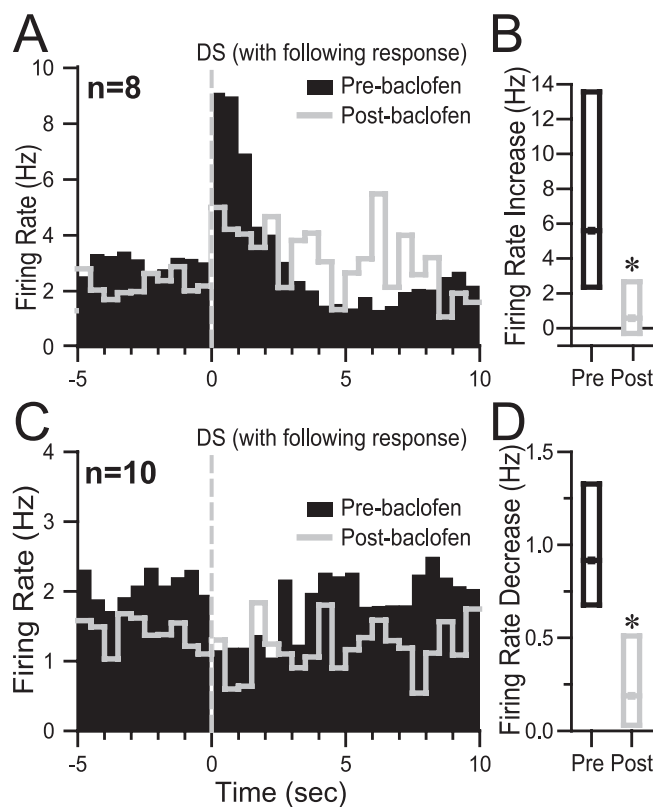 A
DS (with following response)
n=8
Pre-baclofen
Post-baclofen
Firing Rate (Hz)
10
8
6
4
2
0
-5
0
5
10
B
Firing Rate Increase (Hz)
14
12
10
8
6
4
2
0
*
Pre Post
C
DS (with following response)
n=10
Pre-baclofen
Post-baclofen
Firing Rate (Hz)
4
3
2
1
0
-5
0
5
10
Time (sec)
D
Firing Rate Decrease (Hz)
1.5
1.0
0.5
0.0
*
Pre Post